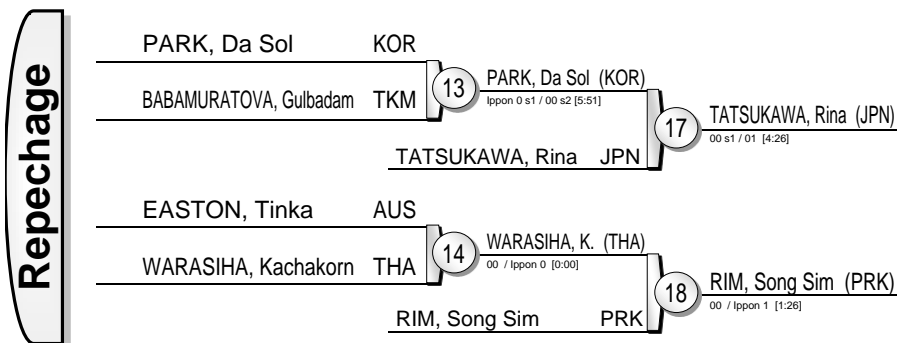 Repechage
PARK, Da Sol KOR
BABAMURATOVA, Gulbadam TKM
13
PARK, Da Sol (KOR)
Ippon 0 s1 / 00 s2 [5:51]
TATSUKAWA, Rina JPN
17
TATSUKAWA, Rina (JPN)
00 s1 / 01 [4:26]
EASTON, Tinka AUS
WARASIHA, Kachakorn THA
14
WARASIHA, K. (THA)
00 / Ippon 0 [0:00]
RIM, Song Sim PRK
18
RIM, Song Sim (PRK)
00 / Ippon 1 [1:26]